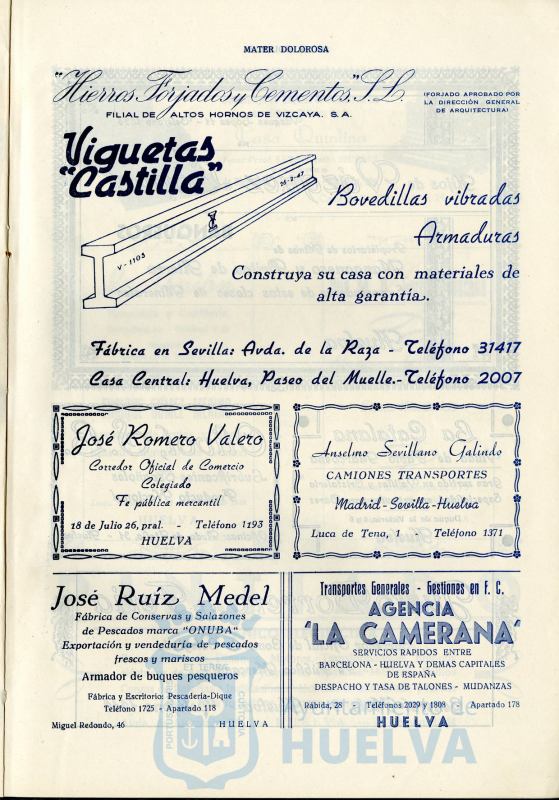 MATER DOLOROSA
"Hierros Forjados y Cementos," S.L.
FILIAL DE ALTOS HORNOS DE VIZCAYA. S. A.
(FORJADO APROBADO POR
LA DIRECCIÓN GENERAL
DE ARQUITECTURA)
Viguetas
"Castilla"
25-2-47
V-1103
Bovedillas vibradas
Armaduras
Construya su casa con materiales de
alta garantía.
Fábrica en Sevilla: Avda. de la Raza - Teléfono 31417
Casa Central: Huelva, Paseo del Muelle.-Teléfono 2007
José Romero Valero
Corredor Oficial de Comercio
Colegiado
Fe pública mercantil
18 de Julio 26, pral. - Teléfono 1193
HUELVA
Anselmo Sevillano Galindo
CAMIONES TRANSPORTES
Madrid-Sevilla-Huelva
Luca de Tena, 1 - Teléfono 1371
José Ruíz Medel
Fábrica de Conservas y Salazones
de Pescados marca "ONUBA"
Exportación y vendeduría de pescados
frescos y mariscos
Armador de buques pesqueros
Fábrica y Escritorio: Pescadería-Dique
Teléfono 1725 - Apartado 118
Miguel Redondo, 46 HUELVA
Transportes Generales - Gestiones en F. C.
AGENCIA
"LA CAMERANA"
SERVICIOS RAPIDOS ENTRE
BARCELONA - HUELVA Y DEMAS CAPITALES
DE ESPAÑA
DESPACHO Y TASA DE TALONES - MUDANZAS
Rábida, 28 - Teléfonos 2029 y 1808 - Apartado 178
HUELVA
Ayuntamiento de
HUELVA